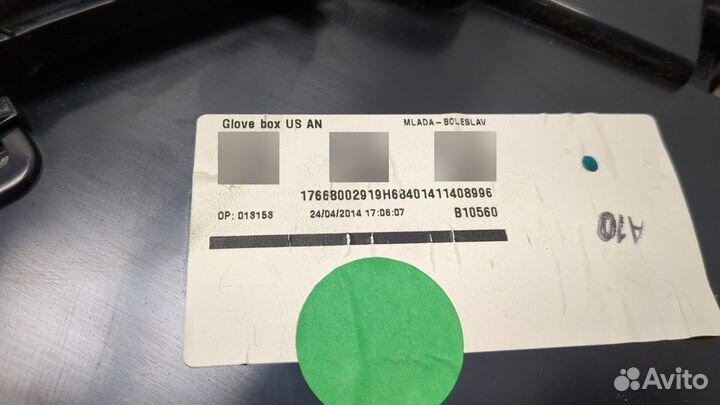 Glove box US AN MLADA-BOLESLAV
17668002919H68401411408996
OP: 013153 24/04/2014 17:06:07 B10560
A10
Avito